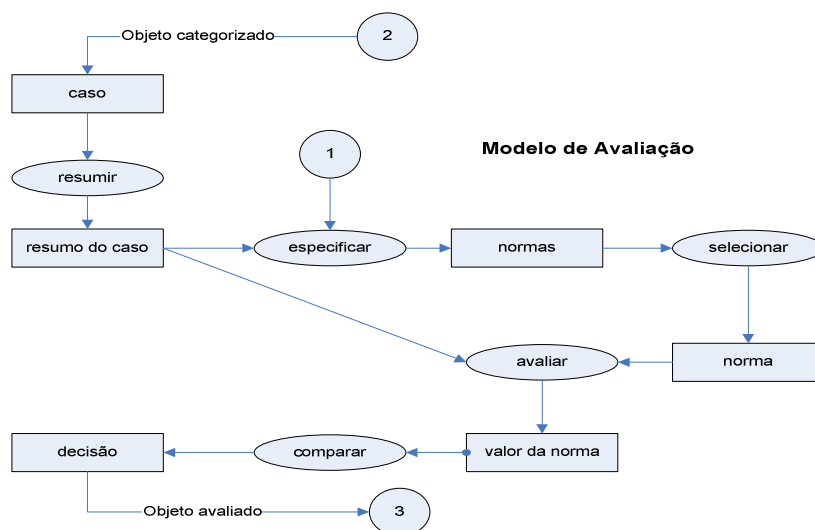 Objeto categorizado
2
caso
Modelo de Avaliação
1
resumir
resumo do caso
especificar
normas
selecionar
avaliar
norma
decisão
comparar
valor da norma
Objeto avaliado
3